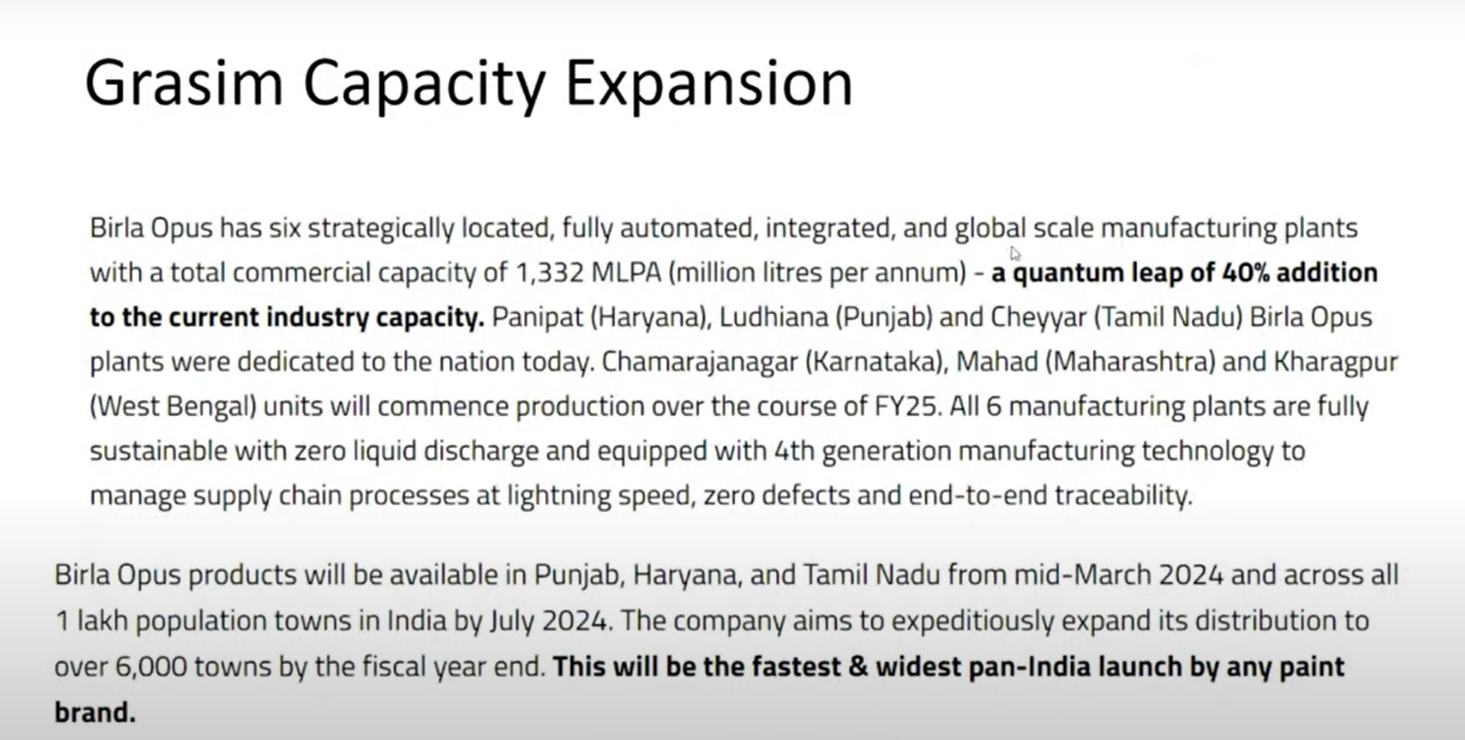 Grasim Capacity Expansion
Birla Opus has six strategically located, fully automated, integrated, and global scale manufacturing plants
with a total commercial capacity of 1,332 MLPA (million litres per annum) - a quantum leap of 40% addition
to the current industry capacity. Panipat (Haryana), Ludhiana (Punjab) and Cheyyar (Tamil Nadu) Birla Opus
plants were dedicated to the nation today. Chamarajanagar (Karnataka), Mahad (Maharashtra) and Kharagpur
(West Bengal) units will commence production over the course of FY25. All 6 manufacturing plants are fully
sustainable with zero liquid discharge and equipped with 4th generation manufacturing technology to
manage supply chain processes at lightning speed, zero defects and end-to-end traceability.
Birla Opus products will be available in Punjab, Haryana, and Tamil Nadu from mid-March 2024 and across all
1 lakh population towns in India by July 2024. The company aims to expeditiously expand its distribution to
over 6,000 towns by the fiscal year end. This will be the fastest & widest pan-India launch by any paint
brand.